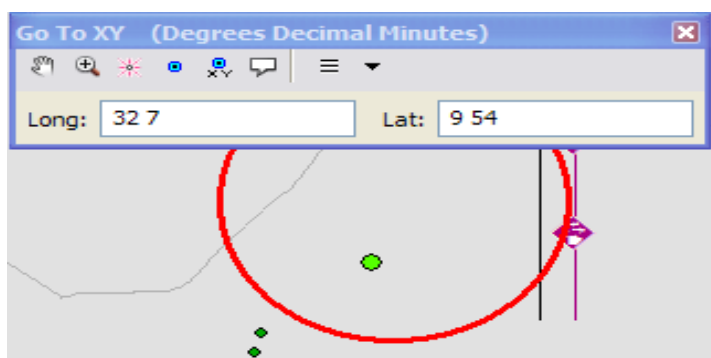 Go To XY (Degrees Decimal Minutes)
X Y
Long: 32 7 Lat: 9 54